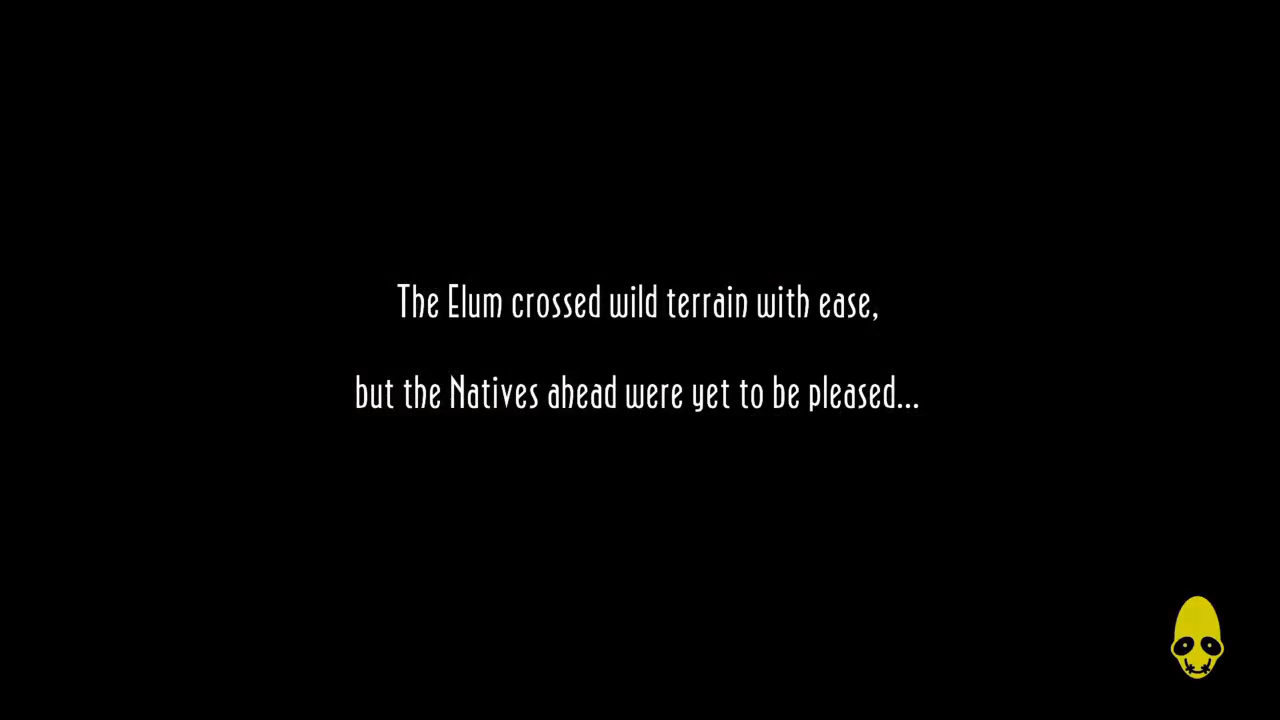 The Elum crossed wild terrain with ease,
but the Natives ahead were yet to be pleased...